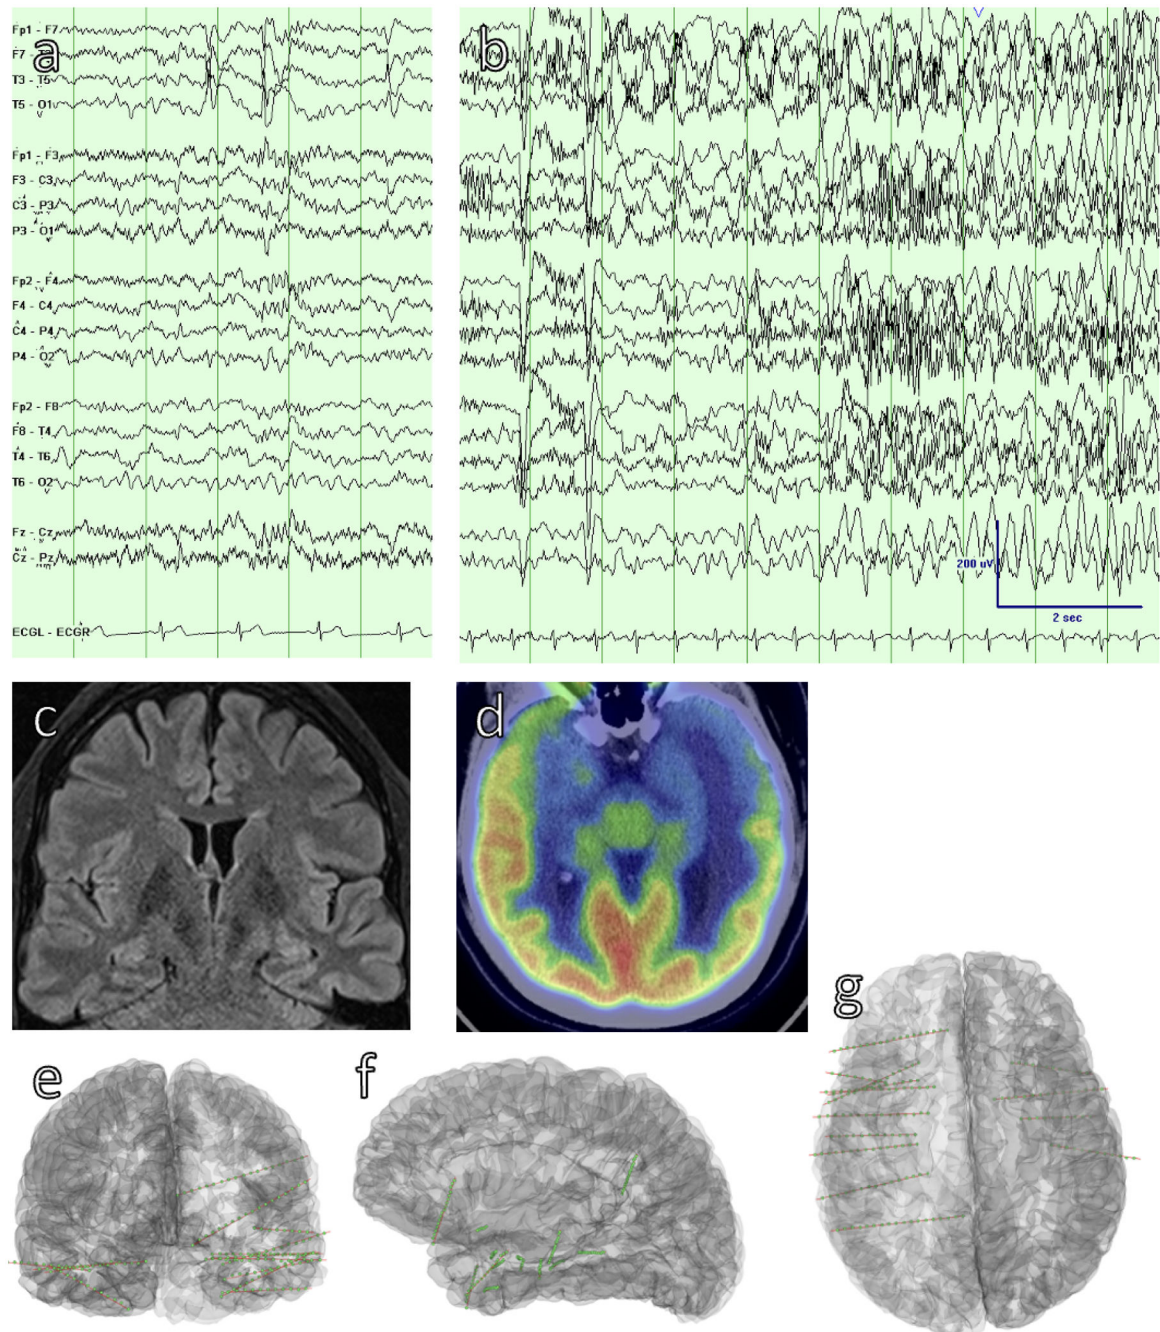 a
Fp1 - F7
F7
T3 - T5
T5 - O1
Fp1 - F3
F3 - C3
C3 - P3
P3 - O1
Fp2 - F4
F4 - C4
C4 - P4
P4 - O2
Fp2 - F8
F8 - T4
T4 - T6
T6 - O2
Fz - Cz
Cz - Pz
ECGL - ECGR
b
200 uV
2 sec
c
d
e
f
g